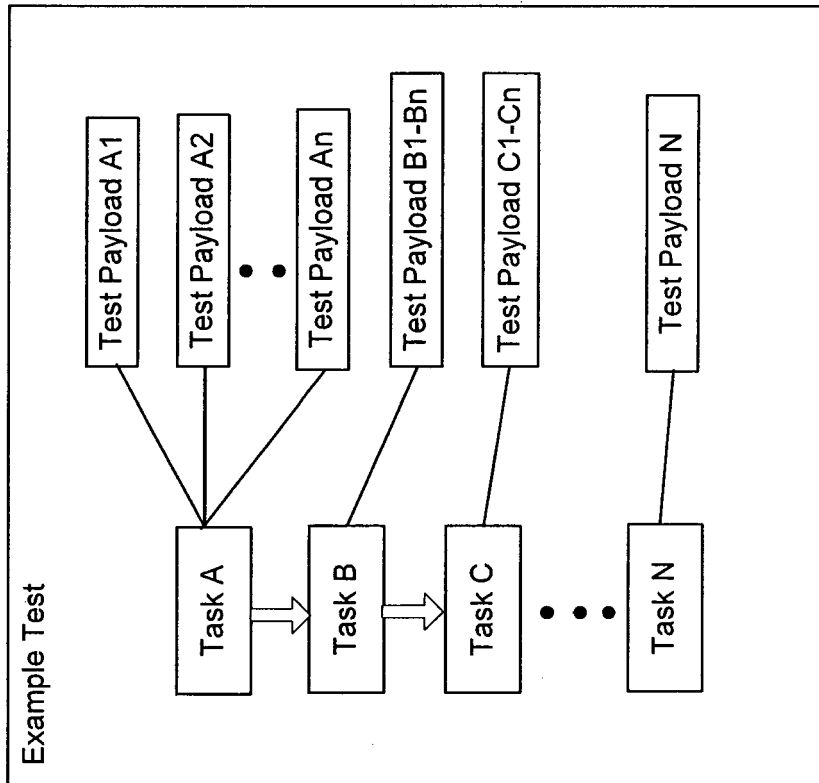 Example Test
Task A
Test Payload A1
Test Payload A2
Test Payload An
Task B
Test Payload B1-Bn
Task C
Test Payload C1-Cn
Task N
Test Payload N